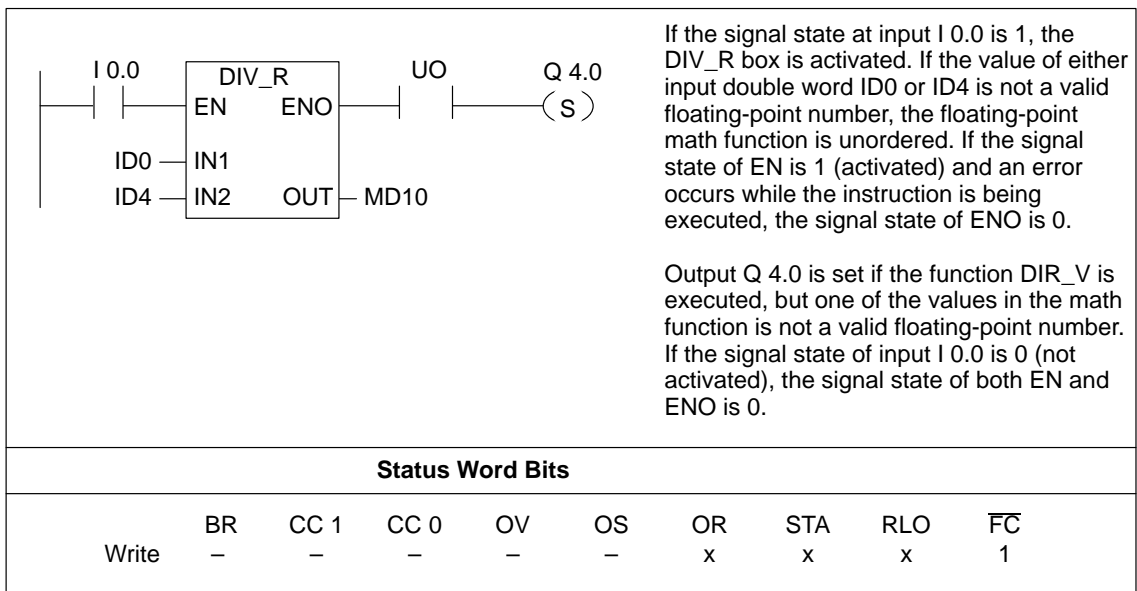 I 0.0
DIV_R
UO
Q 4.0
EN
ENO
S
ID0
IN1
ID4
IN2
OUT
MD10
If the signal state at input I 0.0 is 1, the
DIV_R box is activated. If the value of either
input double word ID0 or ID4 is not a valid
floating-point number, the floating-point
math function is unordered. If the signal
state of EN is 1 (activated) and an error
occurs while the instruction is being
executed, the signal state of ENO is 0.
Output Q 4.0 is set if the function DIR_V is
executed, but one of the values in the math
function is not a valid floating-point number.
If the signal state of input I 0.0 is 0 (not
activated), the signal state of both EN and
ENO is 0.
Status Word Bits
BR CC 1 CC 0 OV OS OR STA RLO F̅C̅
Write – – – – – x x x 1